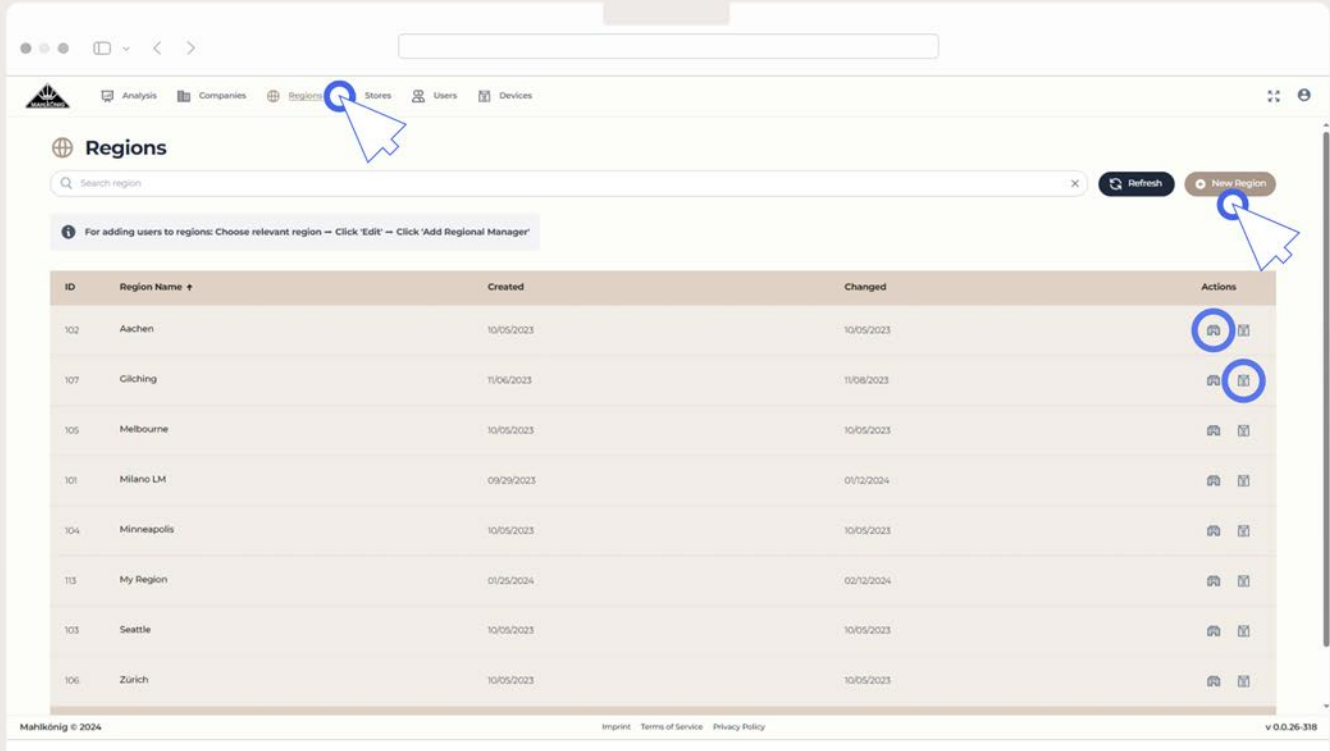 MAHLKÖNIG
Analysis Companies Regions Stores Users Devices
Regions
Search region
Refresh New Region
For adding users to regions: Choose relevant region → Click 'Edit' → Click 'Add Regional Manager'
ID Region Name ↑ Created Changed Actions
102 Aachen 10/05/2023 10/05/2023
107 Gilching 11/06/2023 11/08/2023
105 Melbourne 10/05/2023 10/05/2023
101 Milano LM 09/29/2023 01/12/2024
104 Minneapolis 10/05/2023 10/05/2023
113 My Region 01/25/2024 02/12/2024
103 Seattle 10/05/2023 10/05/2023
106 Zürich 10/05/2023 10/05/2023
Mahlkönig © 2024 Imprint Terms of Service Privacy Policy v 0.0.26-318